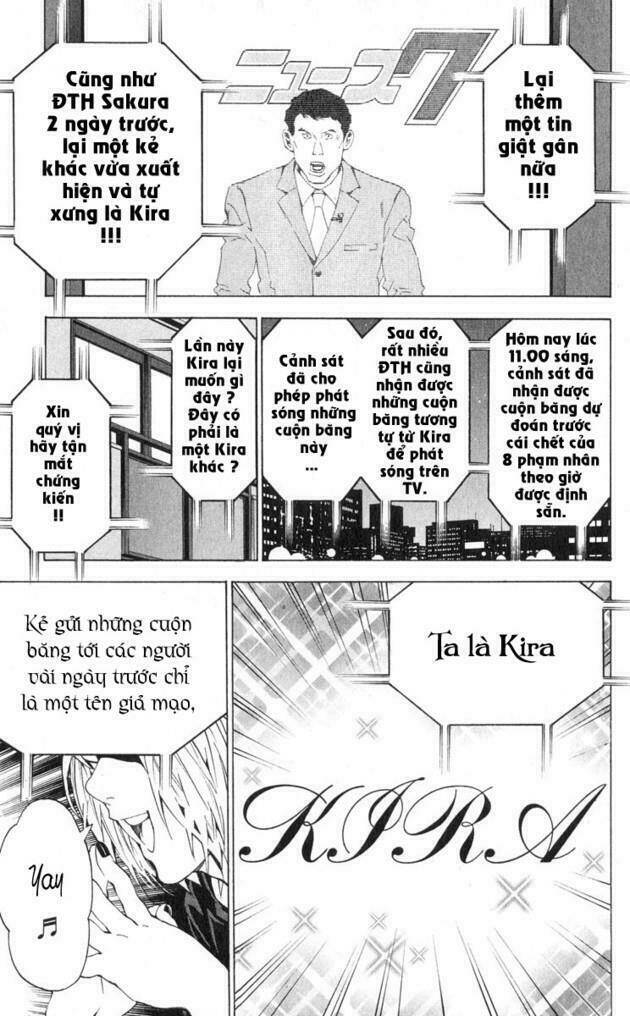 ニュース7
Lại
thêm
một tin
giật gân
nữa
!!!
Cũng như
ĐTH Sakura
2 ngày trước,
lại một kẻ
khác vừa xuất
hiện và tự
xưng là Kira
!!!
Hôm nay lúc
11.00 sáng,
cảnh sát đã
nhận được
cuộn băng dự
đoán trước
cái chết của
8 phạm nhân
theo giờ
được định
sẵn.
Sau đó,
rất nhiều
ĐTH cũng
nhận được
những cuộn
băng tương
tự từ Kira
để phát
sóng trên
TV.
Cảnh sát
đã cho
phép phát
sóng những
cuộn băng
này
...
Lần này
Kira lại
muốn gì
đây ?
Đây có
phải là
một Kira
khác ?
Xin
quý vị
hãy tận
mắt
chứng
kiến
!!
Ta là Kira
KIRA
Kẻ gửi những cuộn
băng tới các người
vài ngày trước chỉ
là một tên giả mạo,
Yay
♬